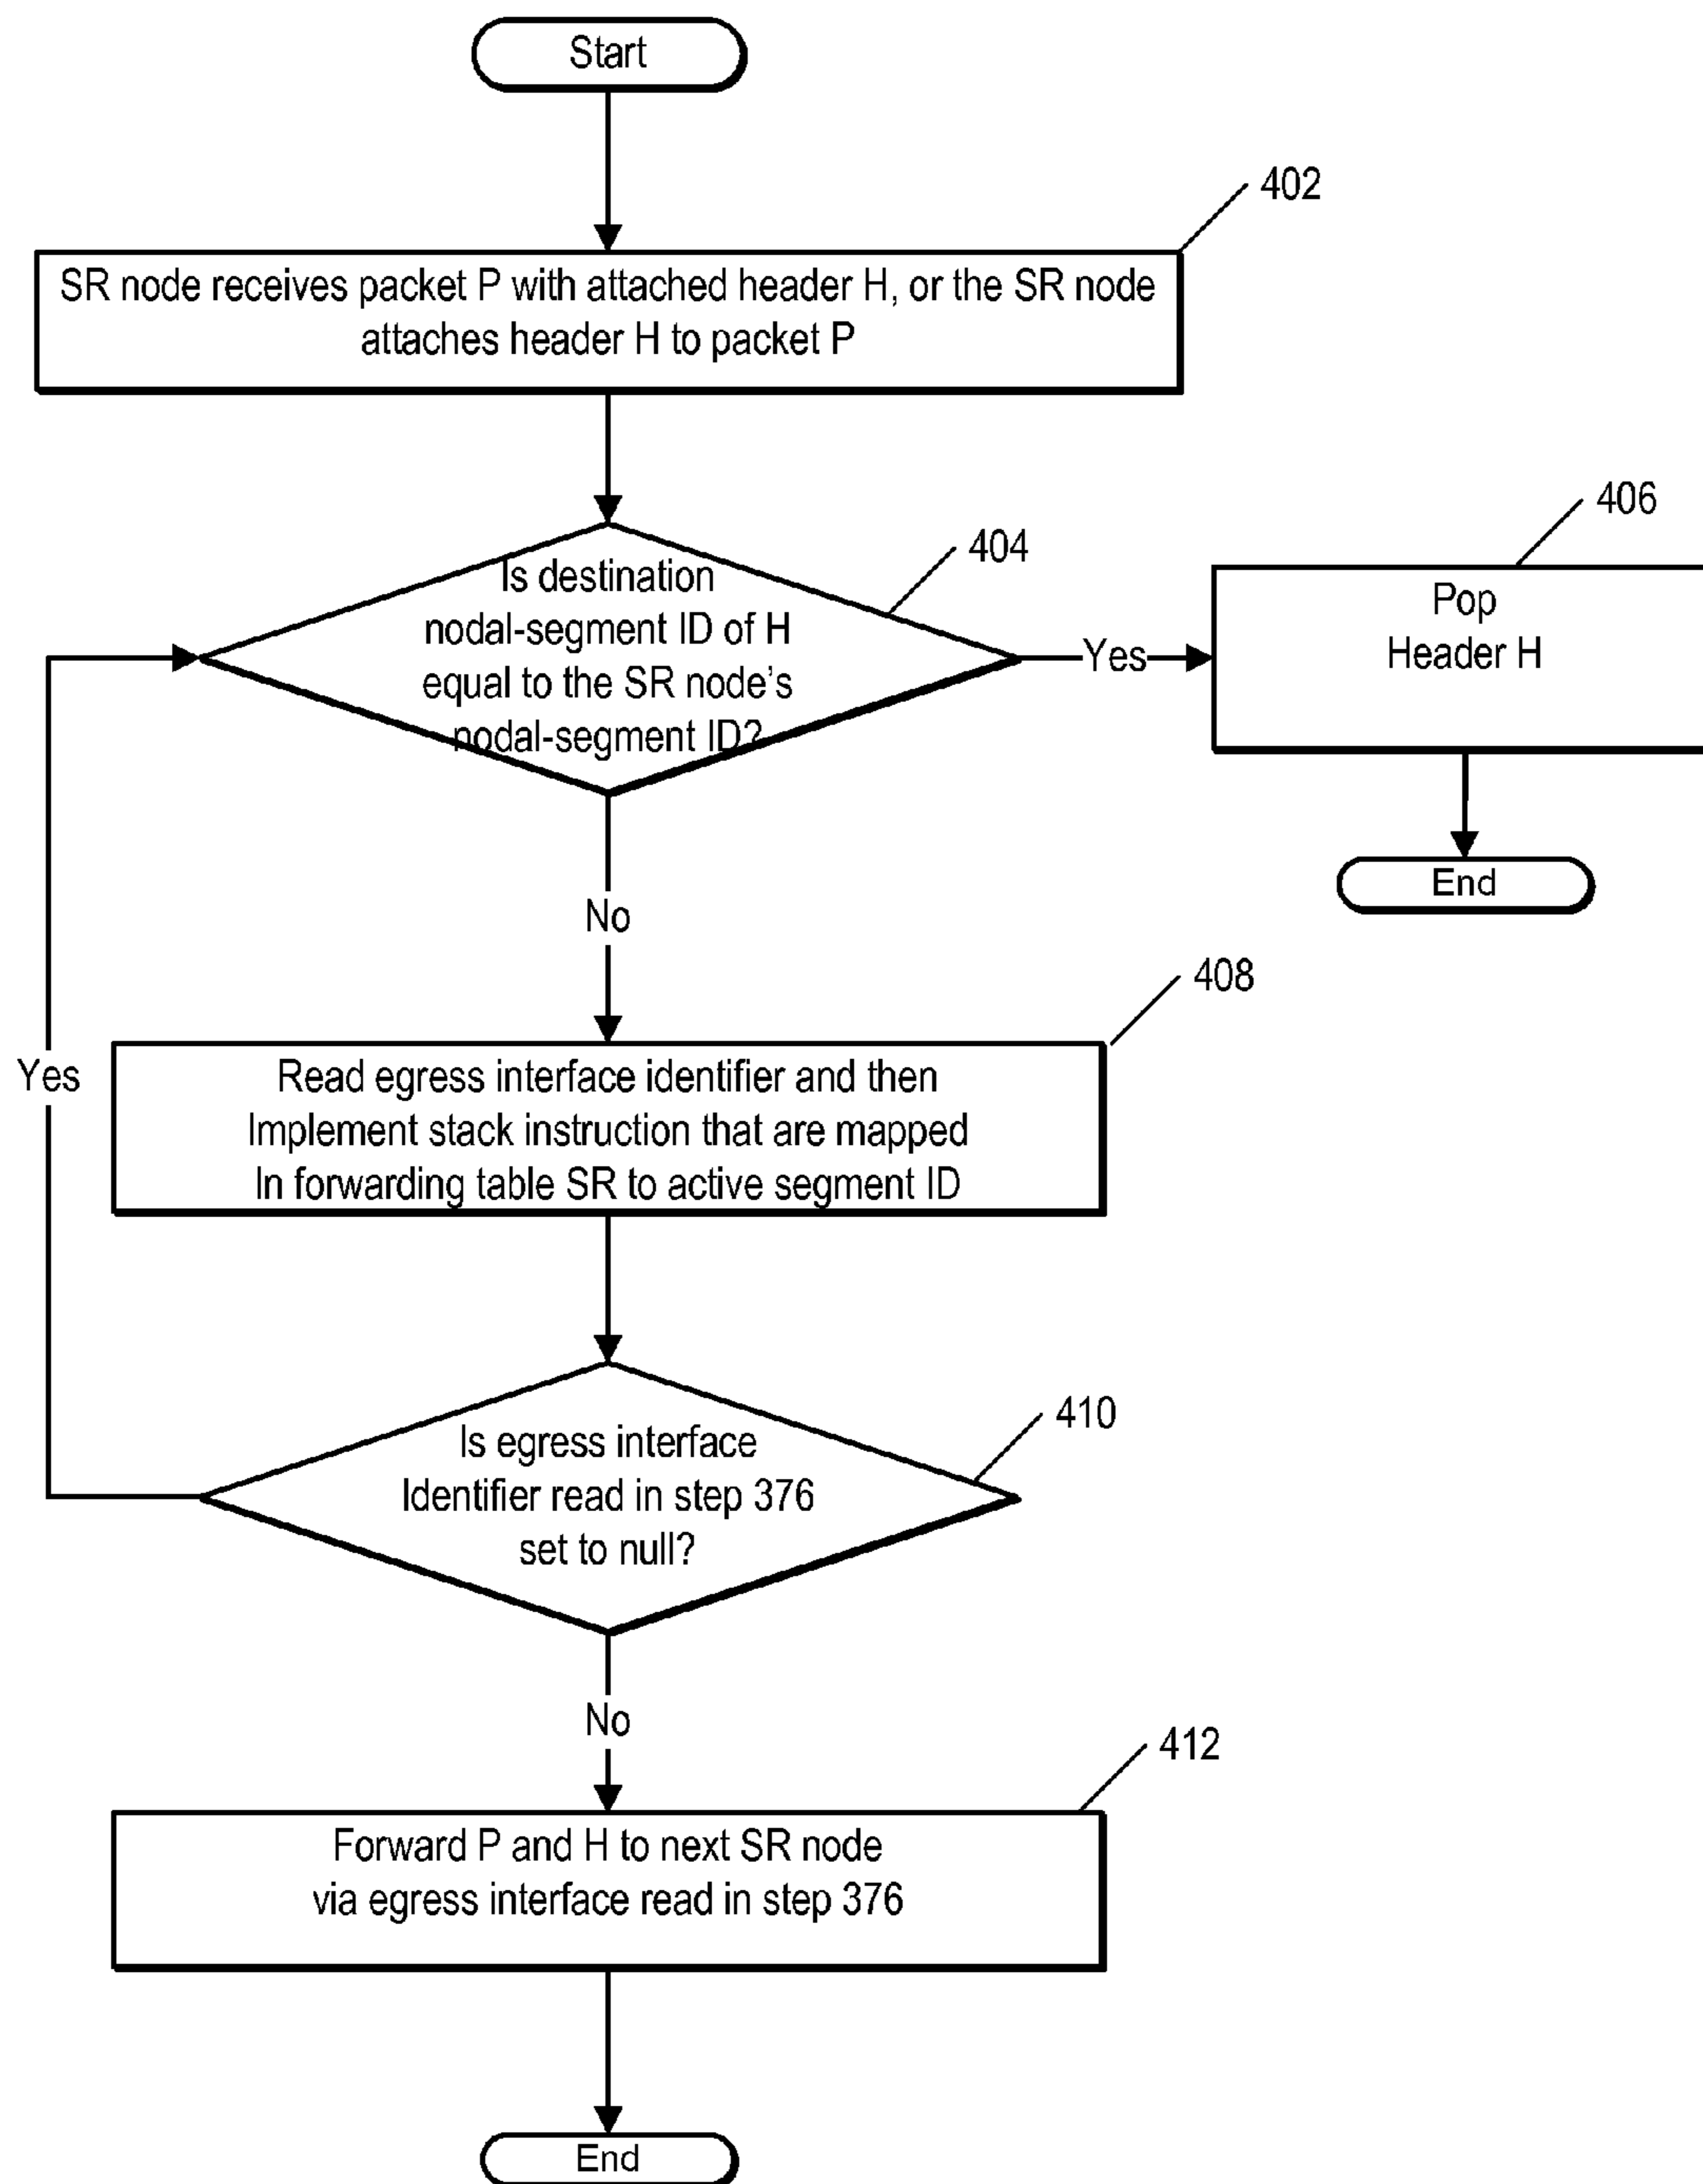 Start
402
SR node receives packet P with attached header H, or the SR node
attaches header H to packet P
404
Is destination
nodal-segment ID of H
equal to the SR node's
nodal-segment ID?
Yes
406
Pop
Header H
End
No
408
Read egress interface identifier and then
Implement stack instruction that are mapped
In forwarding table SR to active segment ID
Yes
410
Is egress interface
Identifier read in step 376
set to null?
No
412
Forward P and H to next SR node
via egress interface read in step 376
End